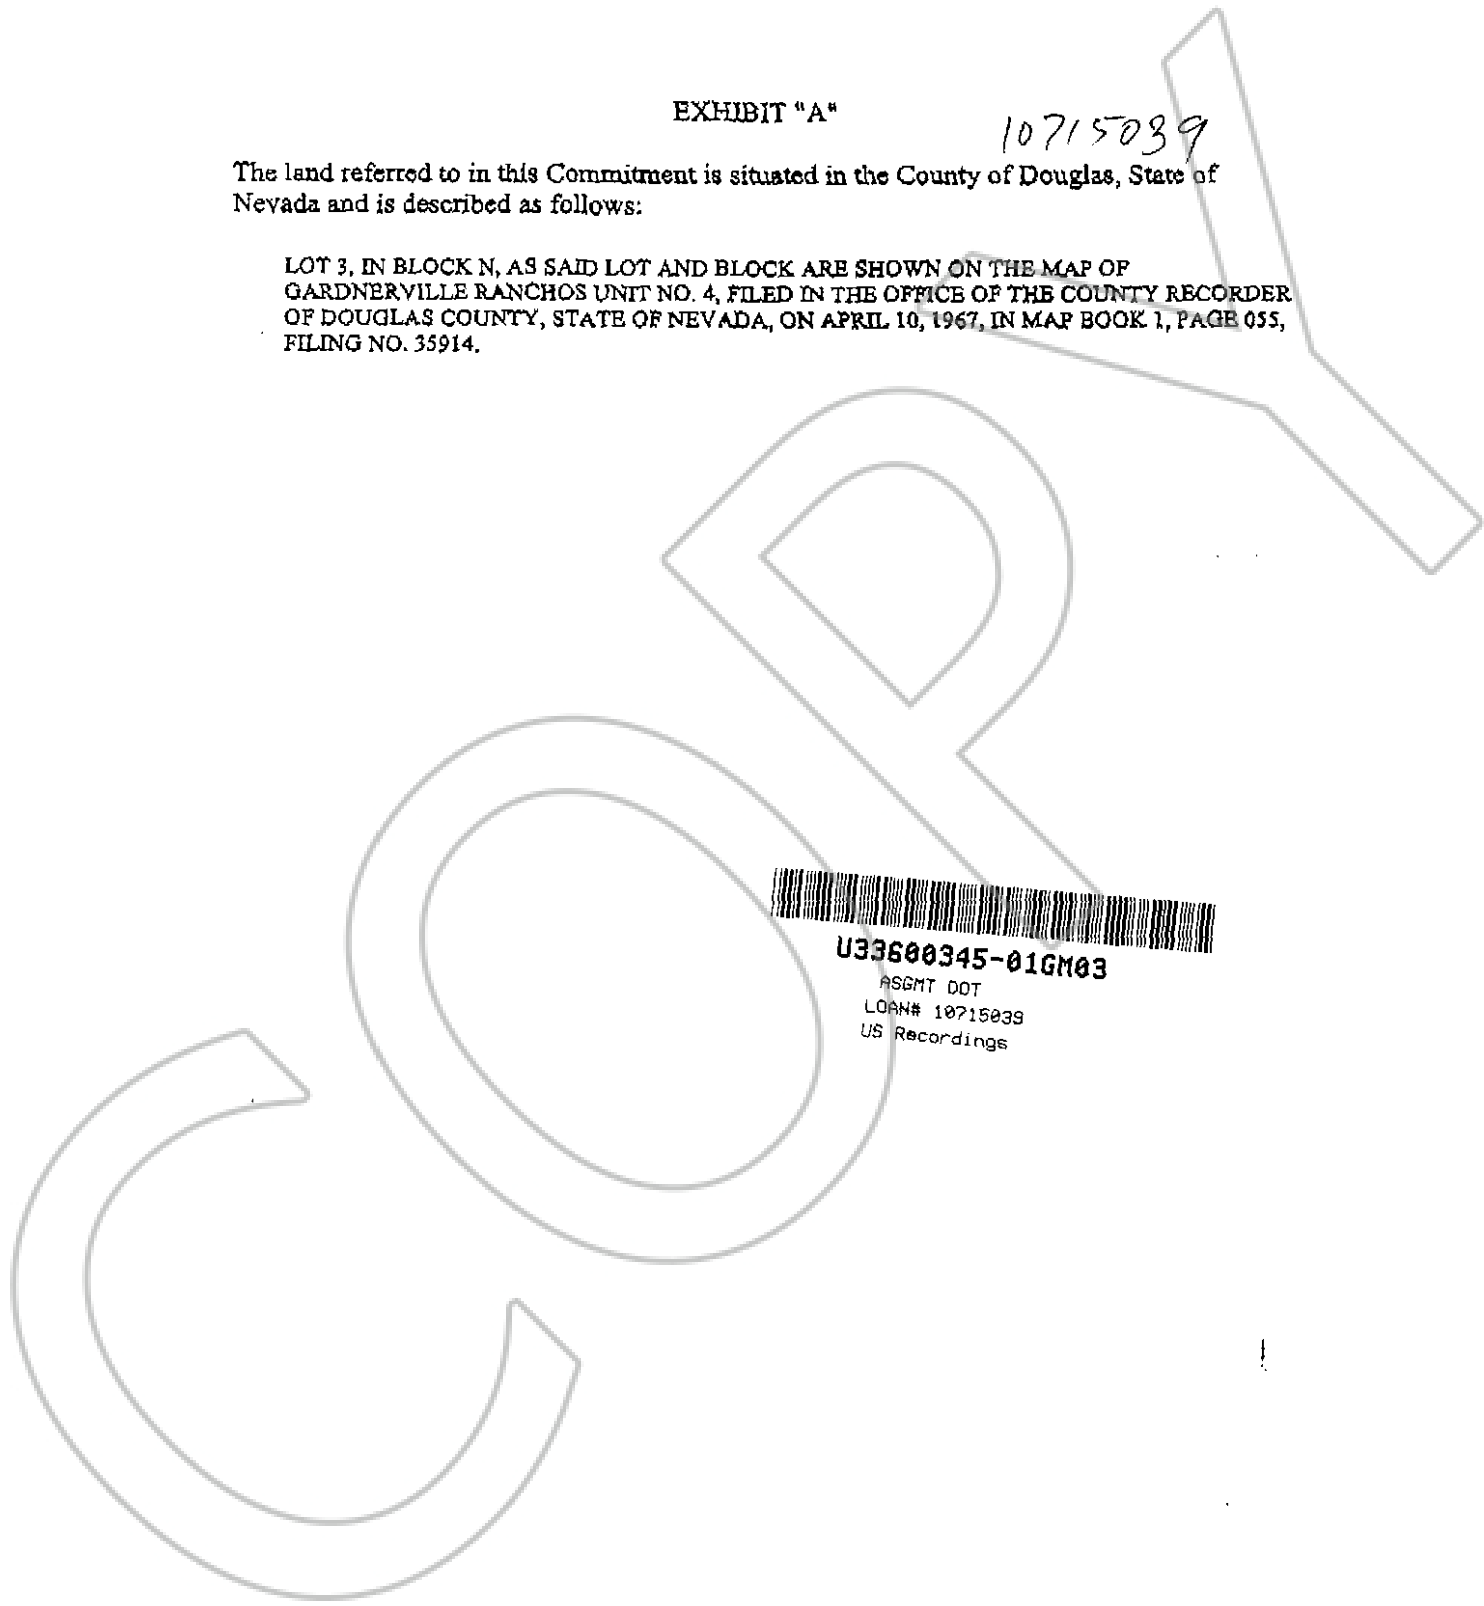 EXHIBIT "A"
10715039
The land referred to in this Commitment is situated in the County of Douglas, State of
Nevada and is described as follows:
LOT 3, IN BLOCK N, AS SAID LOT AND BLOCK ARE SHOWN ON THE MAP OF
GARDNERVILLE RANCHOS UNIT NO. 4, FILED IN THE OFFICE OF THE COUNTY RECORDER
OF DOUGLAS COUNTY, STATE OF NEVADA, ON APRIL 10, 1967, IN MAP BOOK 1, PAGE 055,
FILING NO. 35914.
COPY
U33600345-01GM03
ASGMT DOT
LOAN# 10715039
US Recordings